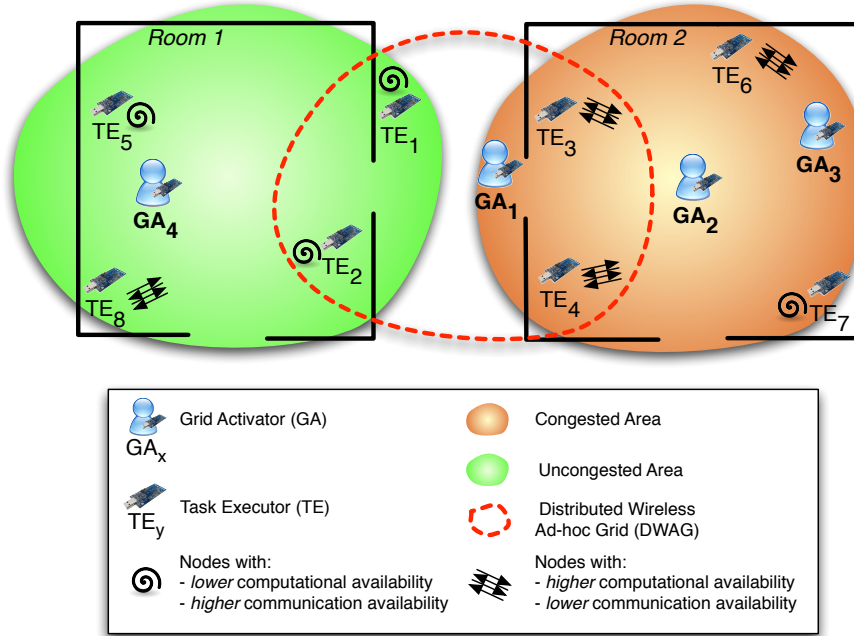 Room 1
Room 2
TE6
TE5
TE1
TE3
GA3
GA4
GA1
GA2
TE2
TE8
TE4
TE7
Grid Activator (GA)
GAx
Congested Area
Uncongested Area
Task Executor (TE)
TEy
Distributed Wireless
Ad-hoc Grid (DWAG)
Nodes with:
- lower computational availability
- higher communication availability
Nodes with:
- higher computational availability
- lower communication availability